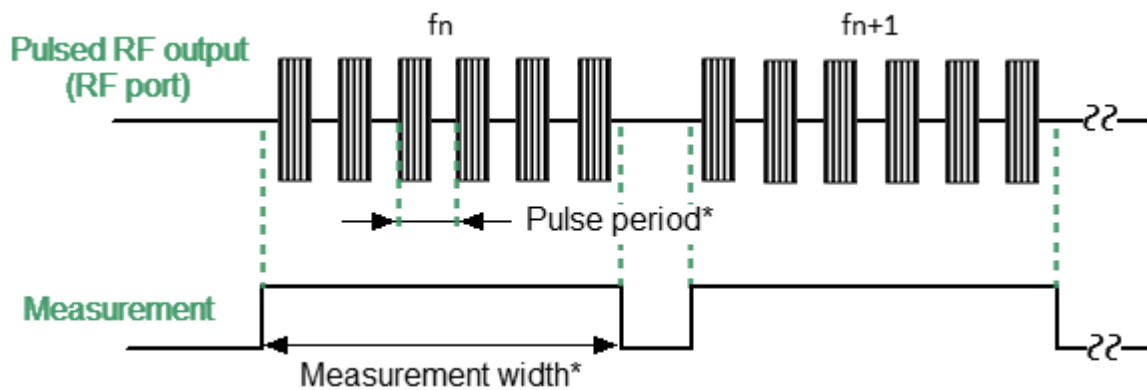 fn
fn+1
Pulsed RF output
(RF port)
Pulse period*
Measurement
Measurement width*